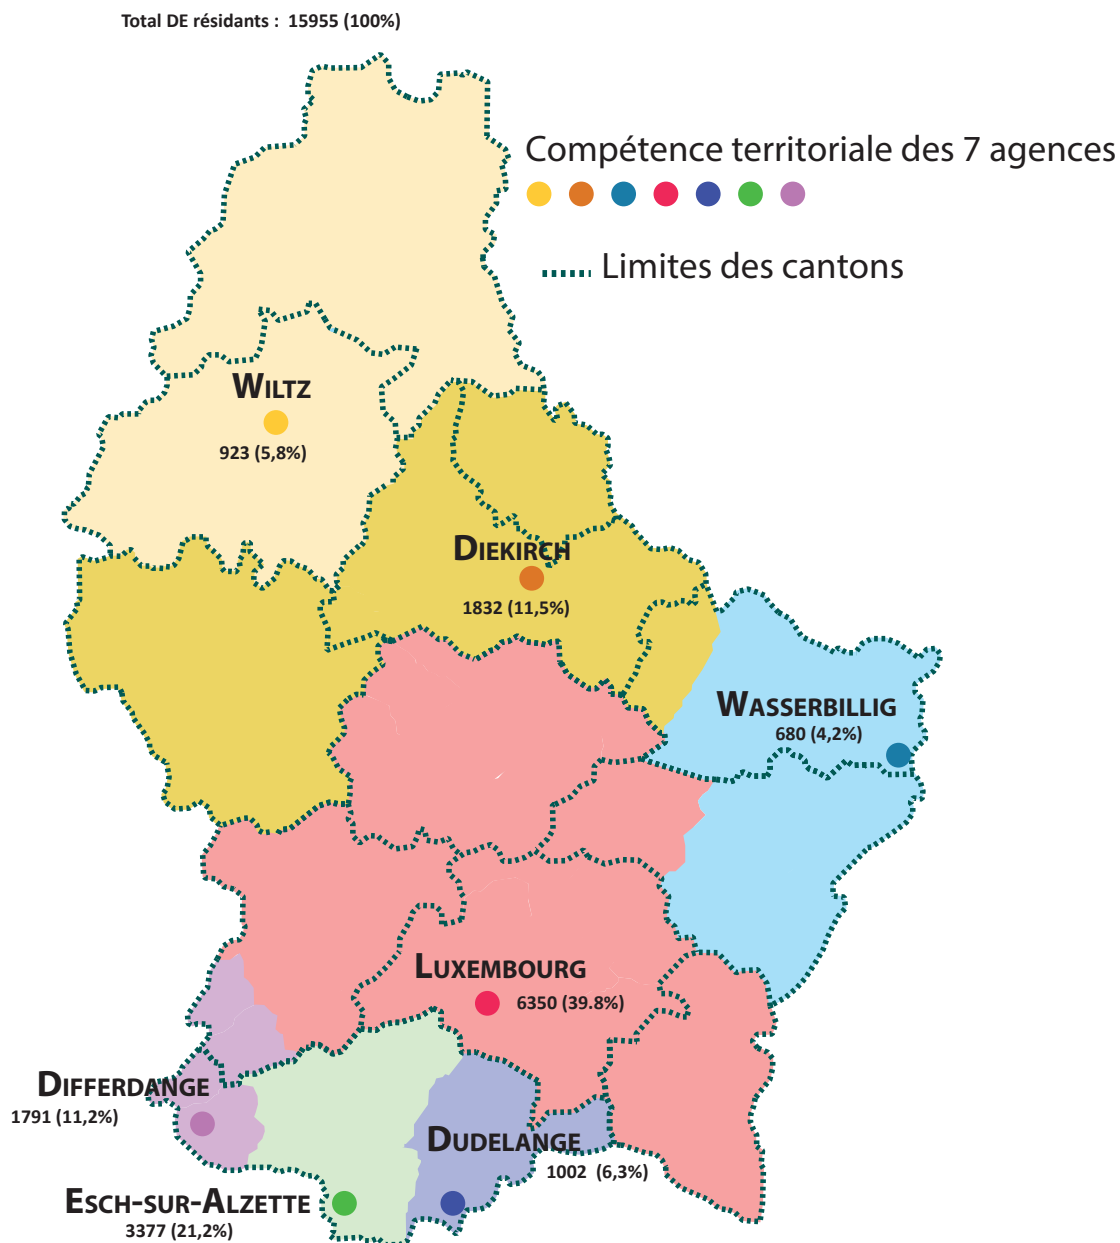 Total DE résidants : 15955 (100%)
Compétence territoriale des 7 agences
Limites des cantons
WILTZ
923 (5,8%)
DIEKIRCH
1832 (11,5%)
WASSERBILLIG
680 (4,2%)
LUXEMBOURG
6350 (39.8%)
DIFFERDANGE
1791 (11,2%)
DUDELANGE
1002 (6,3%)
ESCH-SUR-ALZETTE
3377 (21,2%)